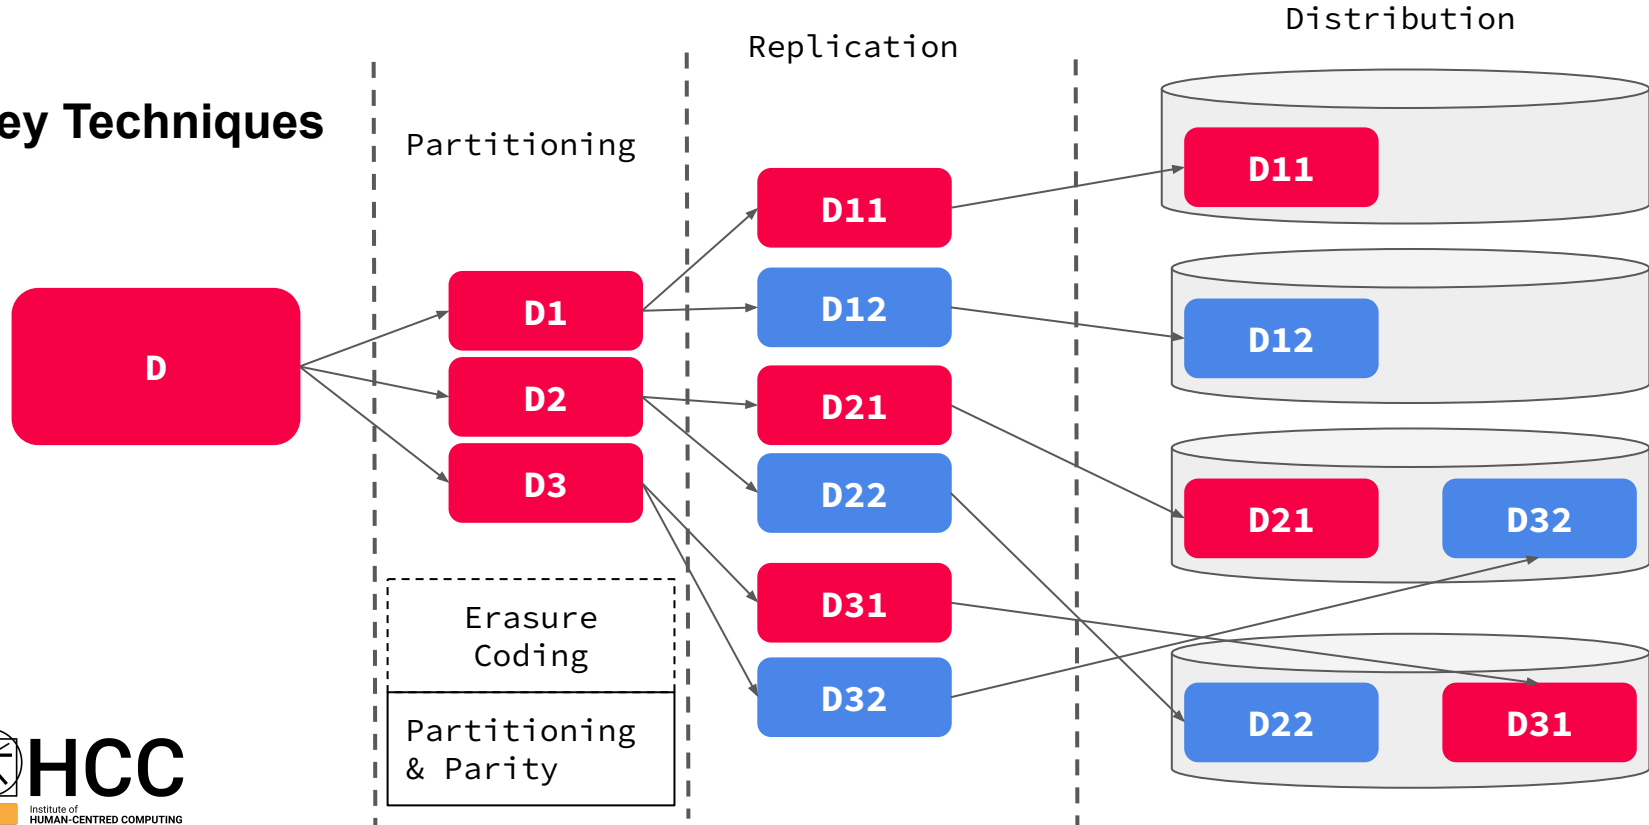 ey Techniques
Partitioning
Replication
Distribution
D
D1
D2
D3
Erasure
Coding
Partitioning
& Parity
D11
D12
D21
D22
D31
D32
D11
D12
D21
D32
D22
D31
HCC
Institute of
HUMAN-CENTRED COMPUTING